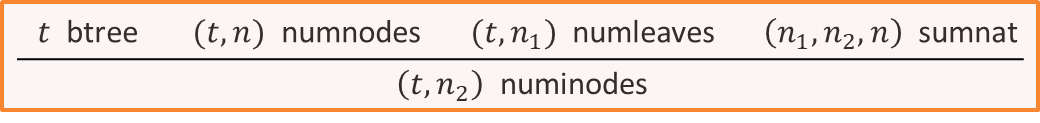 t btree (t, n) numnodes (t, n₁) numleaves (n₁, n₂, n) sumnat
(t, n₂) numinodes